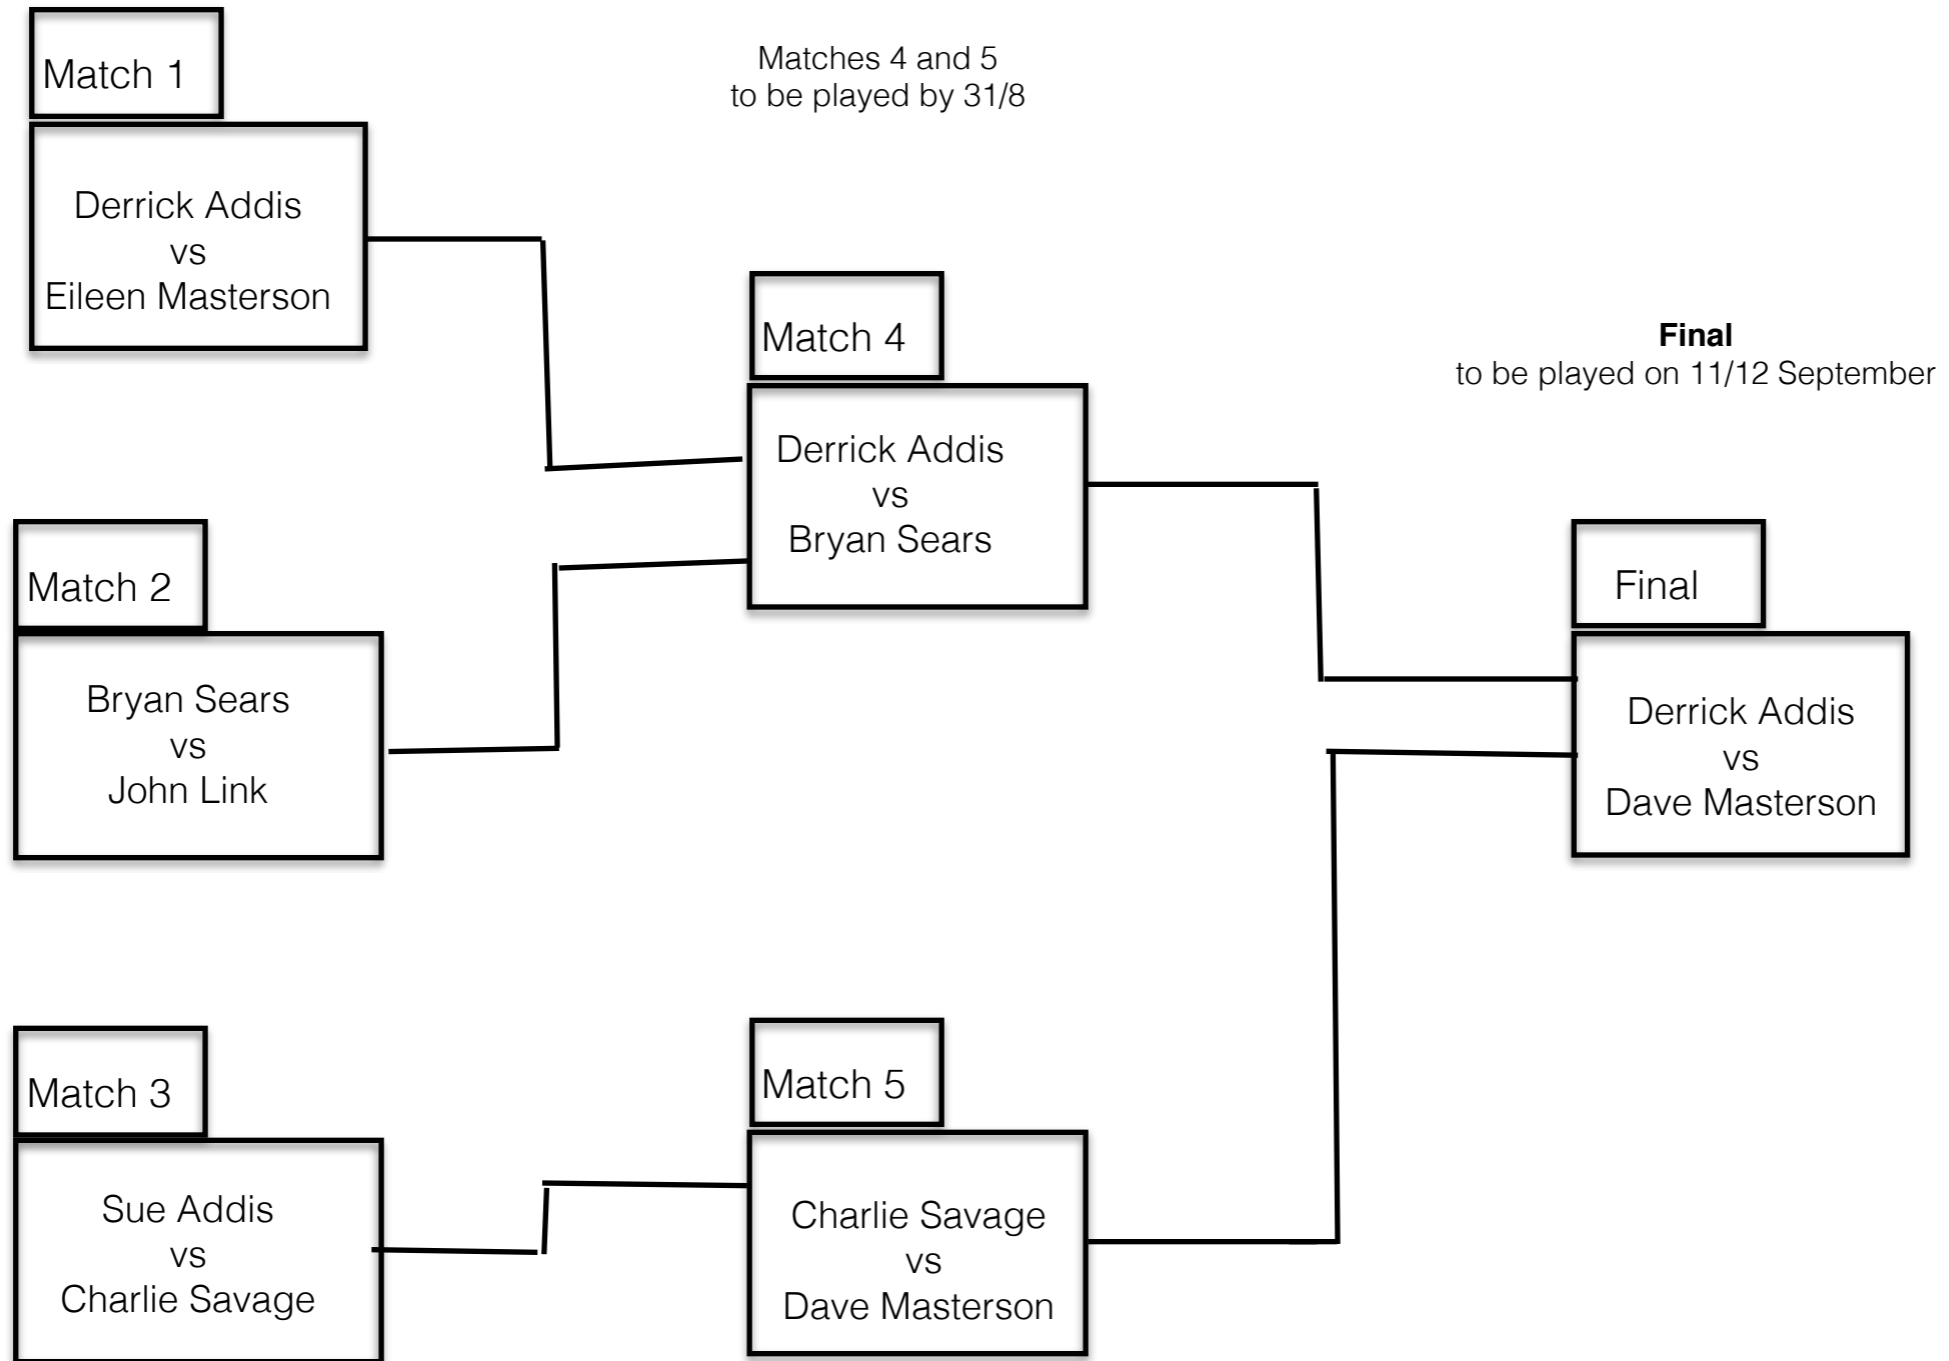 Match 1
Matches 4 and 5
to be played by 31/8
Derrick Addis
vs
Eileen Masterson
Match 4
Final
to be played on 11/12 September
Derrick Addis
vs
Bryan Sears
Match 2
Final
Bryan Sears
vs
John Link
Derrick Addis
vs
Dave Masterson
Match 3
Match 5
Sue Addis
vs
Charlie Savage
Charlie Savage
vs
Dave Masterson